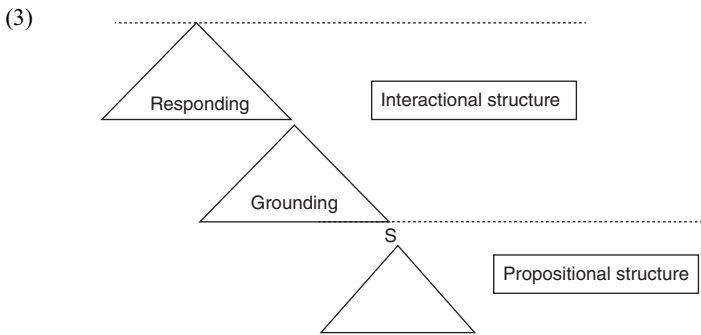 (3)
Responding
Interactional structure
Grounding
S
Propositional structure